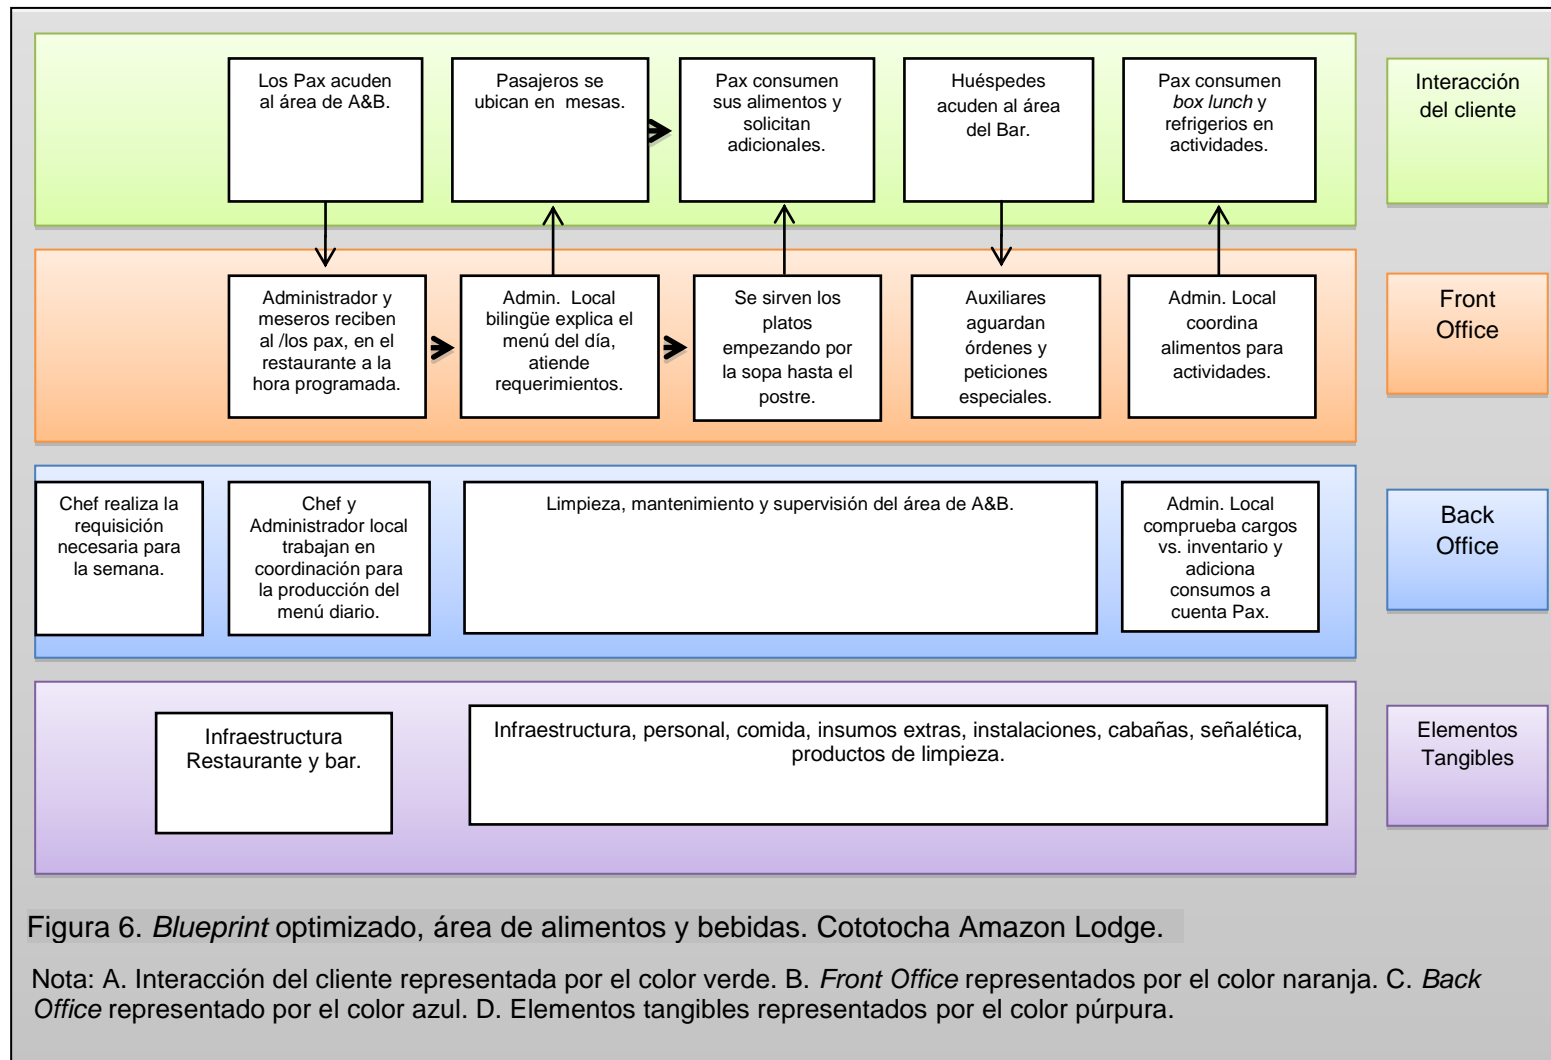 Los Pax acuden
al área de A&B.
Pasajeros se
ubican en mesas.
Pax consumen
sus alimentos y
solicitan
adicionales.
Huéspedes
acuden al área
del Bar.
Pax consumen
box lunch y
refrigerios en
actividades.
Interacción
del cliente
Administrador y
meseros reciben
al /los pax, en el
restaurante a la
hora programada.
Admin. Local
bilingüe explica el
menú del día,
atiende
requerimientos.
Se sirven los
platos
empezando por
la sopa hasta el
postre.
Auxiliares
aguardan
órdenes y
peticiones
especiales.
Admin. Local
coordina
alimentos para
actividades.
Front
Office
Chef realiza la
requisición
necesaria para
la semana.
Chef y
Administrador local
trabajan en
coordinación para
la producción del
menú diario.
Limpieza, mantenimiento y supervisión del área de A&B.
Admin. Local
comprueba cargos
vs. inventario y
adiciona
consumos a
cuenta Pax.
Back
Office
Infraestructura
Restaurante y bar.
Infraestructura, personal, comida, insumos extras, instalaciones, cabañas, señalética,
productos de limpieza.
Elementos
Tangibles
Figura 6. Blueprint optimizado, área de alimentos y bebidas. Cototocha Amazon Lodge.
Nota: A. Interacción del cliente representada por el color verde. B. Front Office representados por el color naranja. C. Back
Office representado por el color azul. D. Elementos tangibles representados por el color púrpura.